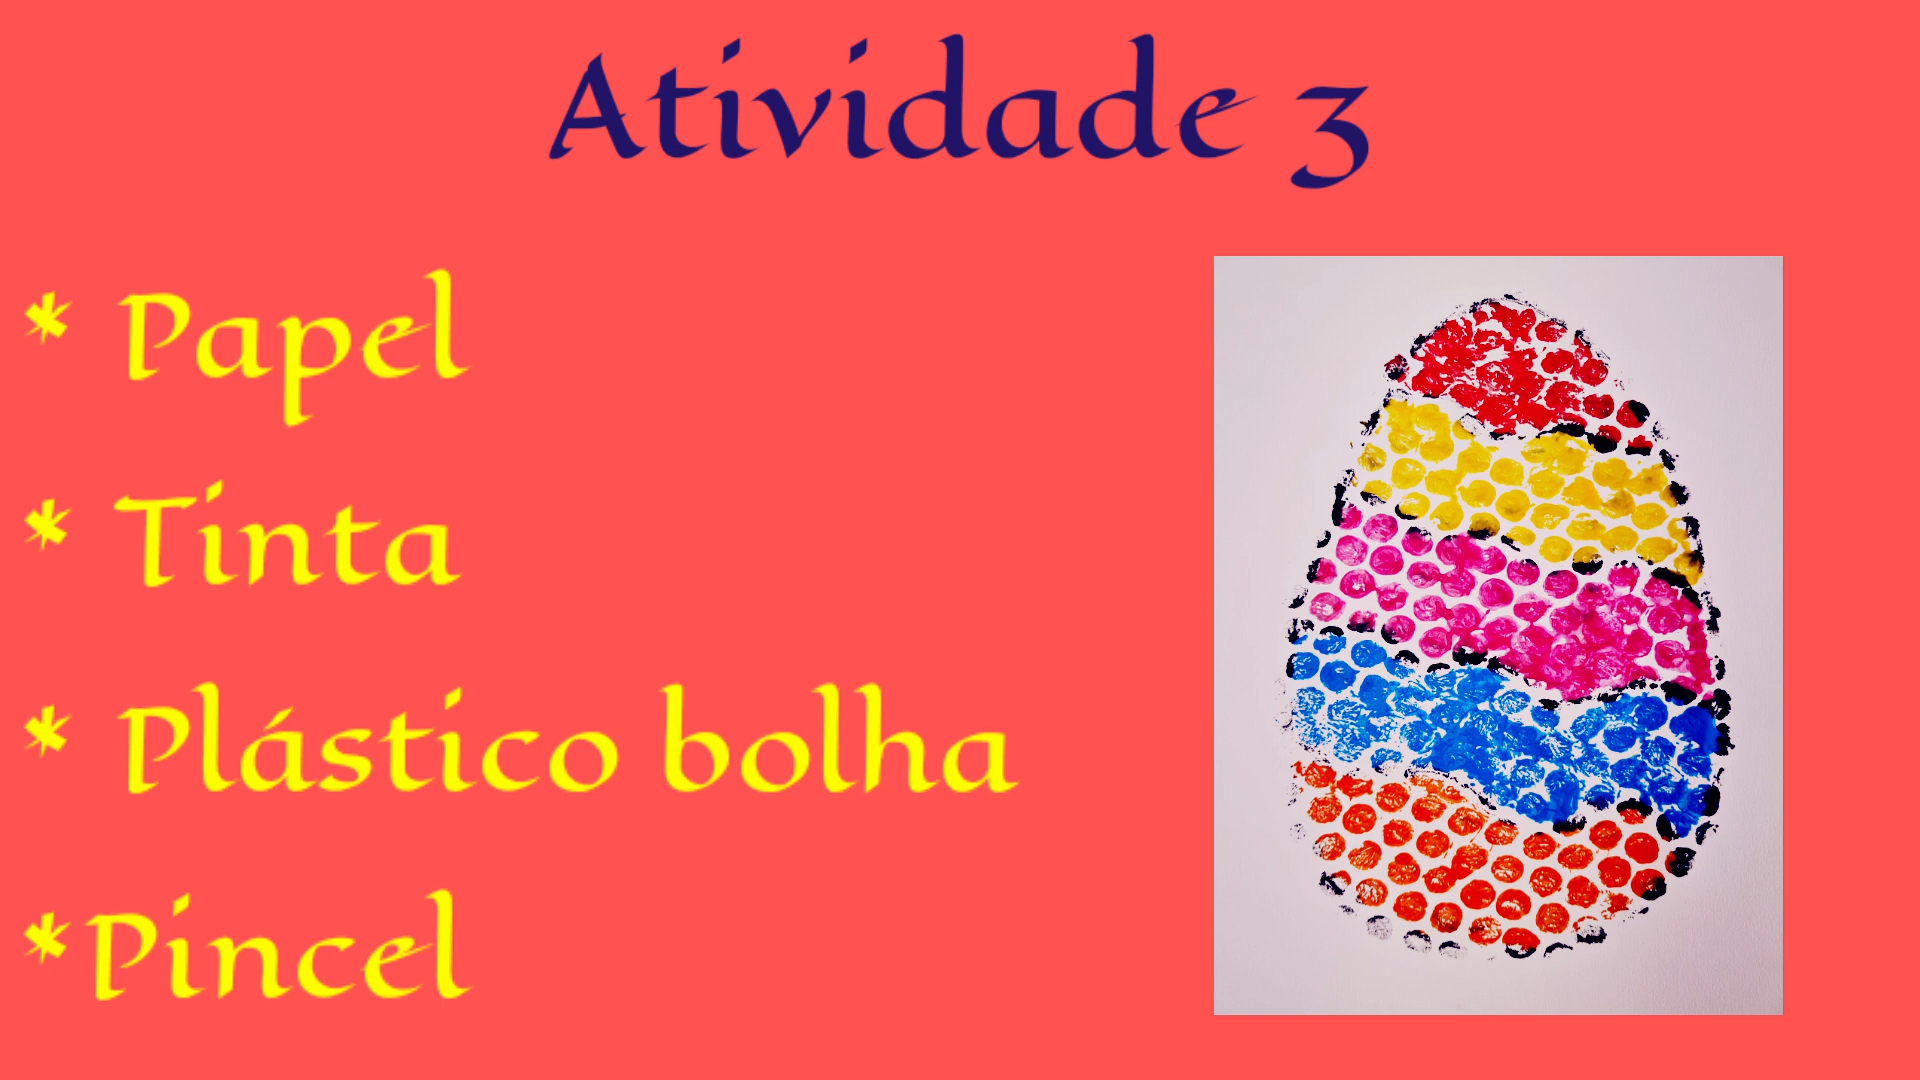 Atividade 3
* Papel
* Tinta
* Plástico bolha
*Pincel